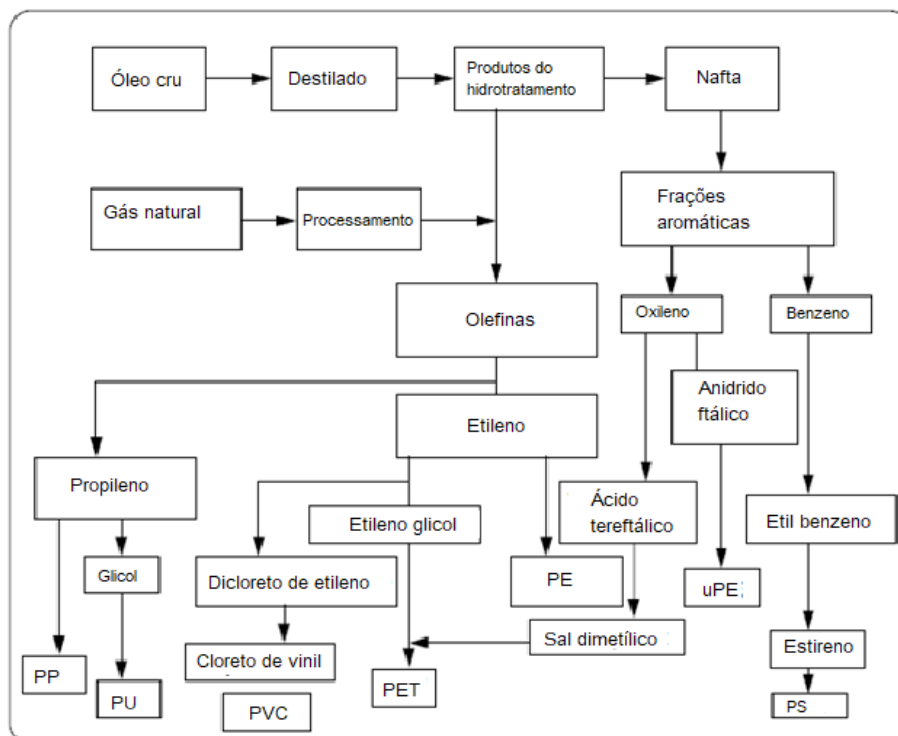 Óleo cru
Destilado
Produtos do
hidrotratamento
Nafta
Gás natural
Processamento
Frações
aromáticas
Olefinas
Oxileno
Benzeno
Anidrido
ftálico
Etileno
Propileno
Etileno glicol
Ácido
tereftálico
Etil benzeno
Glicol
Dicloreto de etileno
PE
uPE
Sal dimetílico
Estireno
Cloreto de vinil
PP
PU
PVC
PET
PS